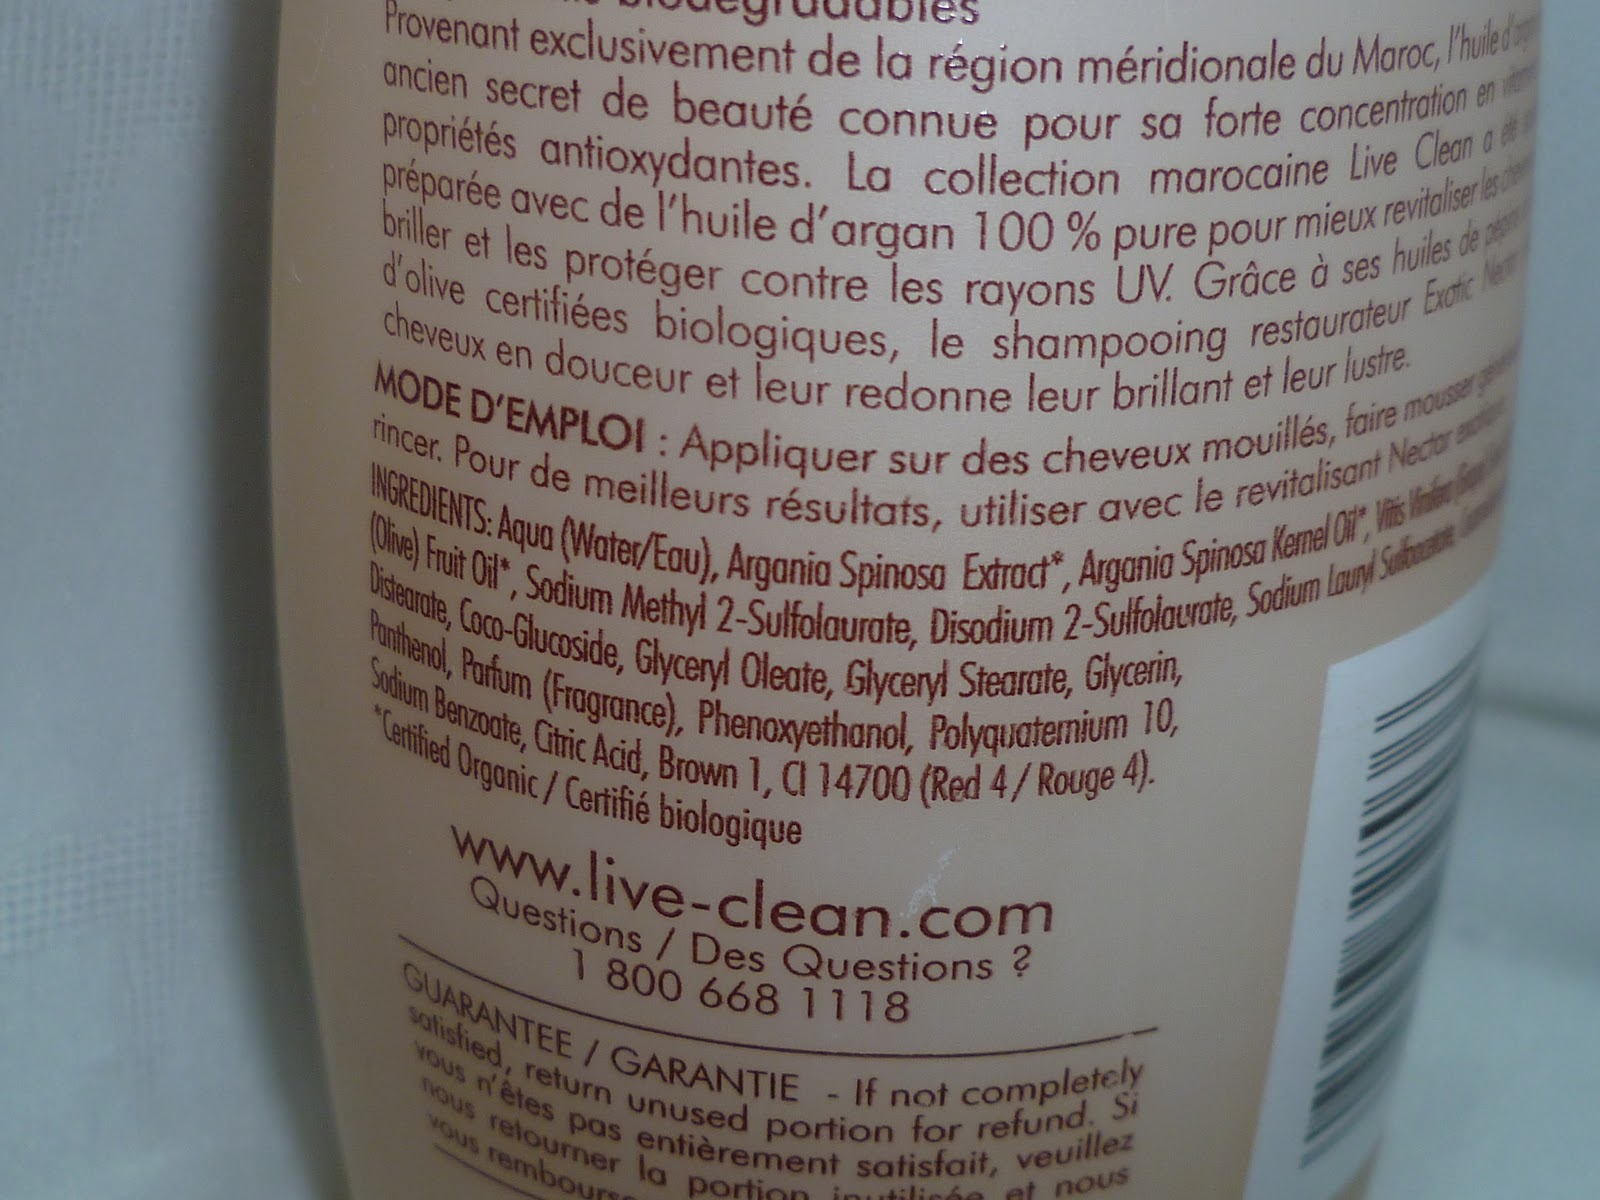 biodegradables
Provenant exclusivement de la région méridionale du Maroc, l'huile
ancien secret de beauté connue pour sa forte concentration en
propriétés antioxydantes. La collection marocaine Live Clean a été
préparée avec de l'huile d'argan 100 % pure pour mieux revitaliser les
briller et les protéger contre les rayons UV. Grâce à ses huiles de
d'olive certifiées biologiques, le shampooing restaurateur Exotic Nectar
cheveux en douceur et leur redonne leur brillant et leur lustre.
MODE D'EMPLOI : Appliquer sur des cheveux mouillés, faire mousser
rincer. Pour de meilleurs résultats, utiliser avec le revitalisant Nectar
INGREDIENTS: Aqua (Water/Eau), Argania Spinosa Extract*, Argania Spinosa Kernel Oil*, Vitis Vinifera
(Olive) Fruit Oil*, Sodium Methyl 2-Sulfolaurate, Disodium 2-Sulfolaurate, Sodium Lauryl
Distearate, Coco-Glucoside, Glyceryl Oleate, Glyceryl Stearate, Glycerin,
Panthenol, Parfum (Fragrance), Phenoxyethanol, Polyquaternium 10,
Sodium Benzoate, Citric Acid, Brown 1, CI 14700 (Red 4 / Rouge 4).
*Certified Organic / Certifié biologique
www.live-clean.com
Questions / Des Questions ?
1 800 668 1118
GUARANTEE / GARANTIE - If not completely
satisfied, return unused portion for refund. Si
vous n'êtes pas entièrement satisfait, veuillez
nous retourner la portion inutilisée et nous
vous